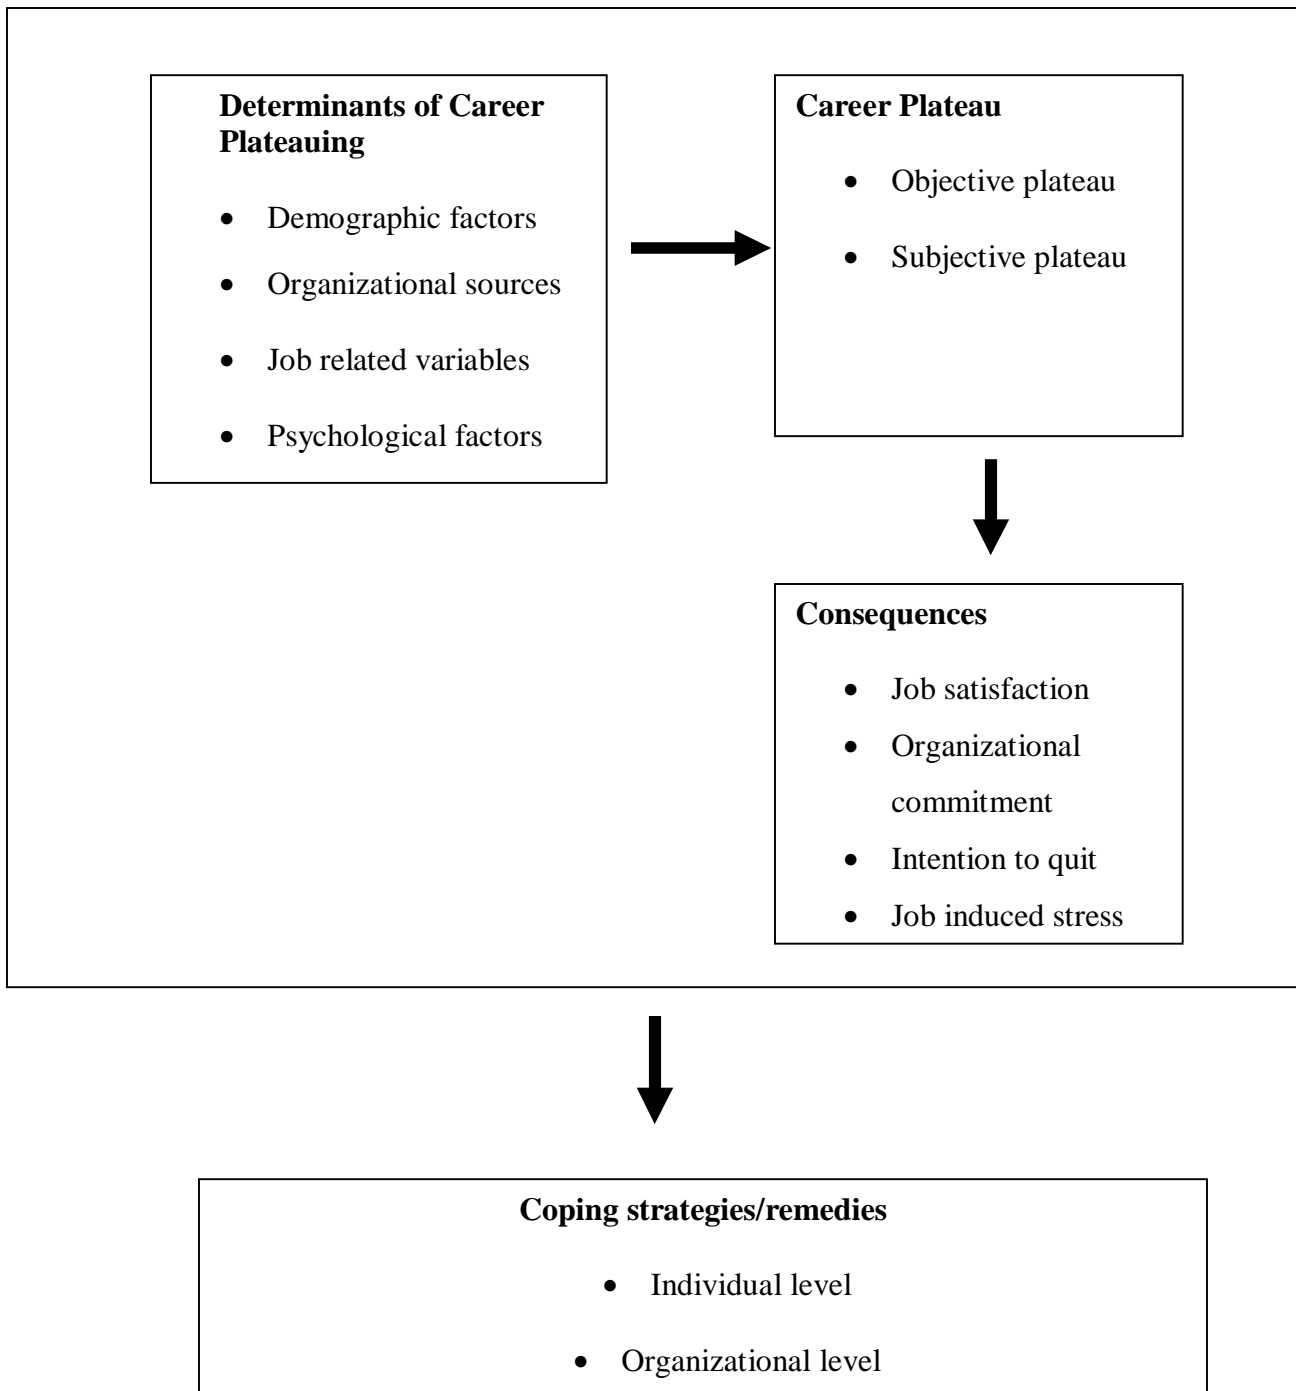 Determinants of Career
Plateauing
• Demographic factors
• Organizational sources
• Job related variables
• Psychological factors
Career Plateau
• Objective plateau
• Subjective plateau
Consequences
• Job satisfaction
• Organizational
commitment
• Intention to quit
• Job induced stress
Coping strategies/remedies
• Individual level
• Organizational level